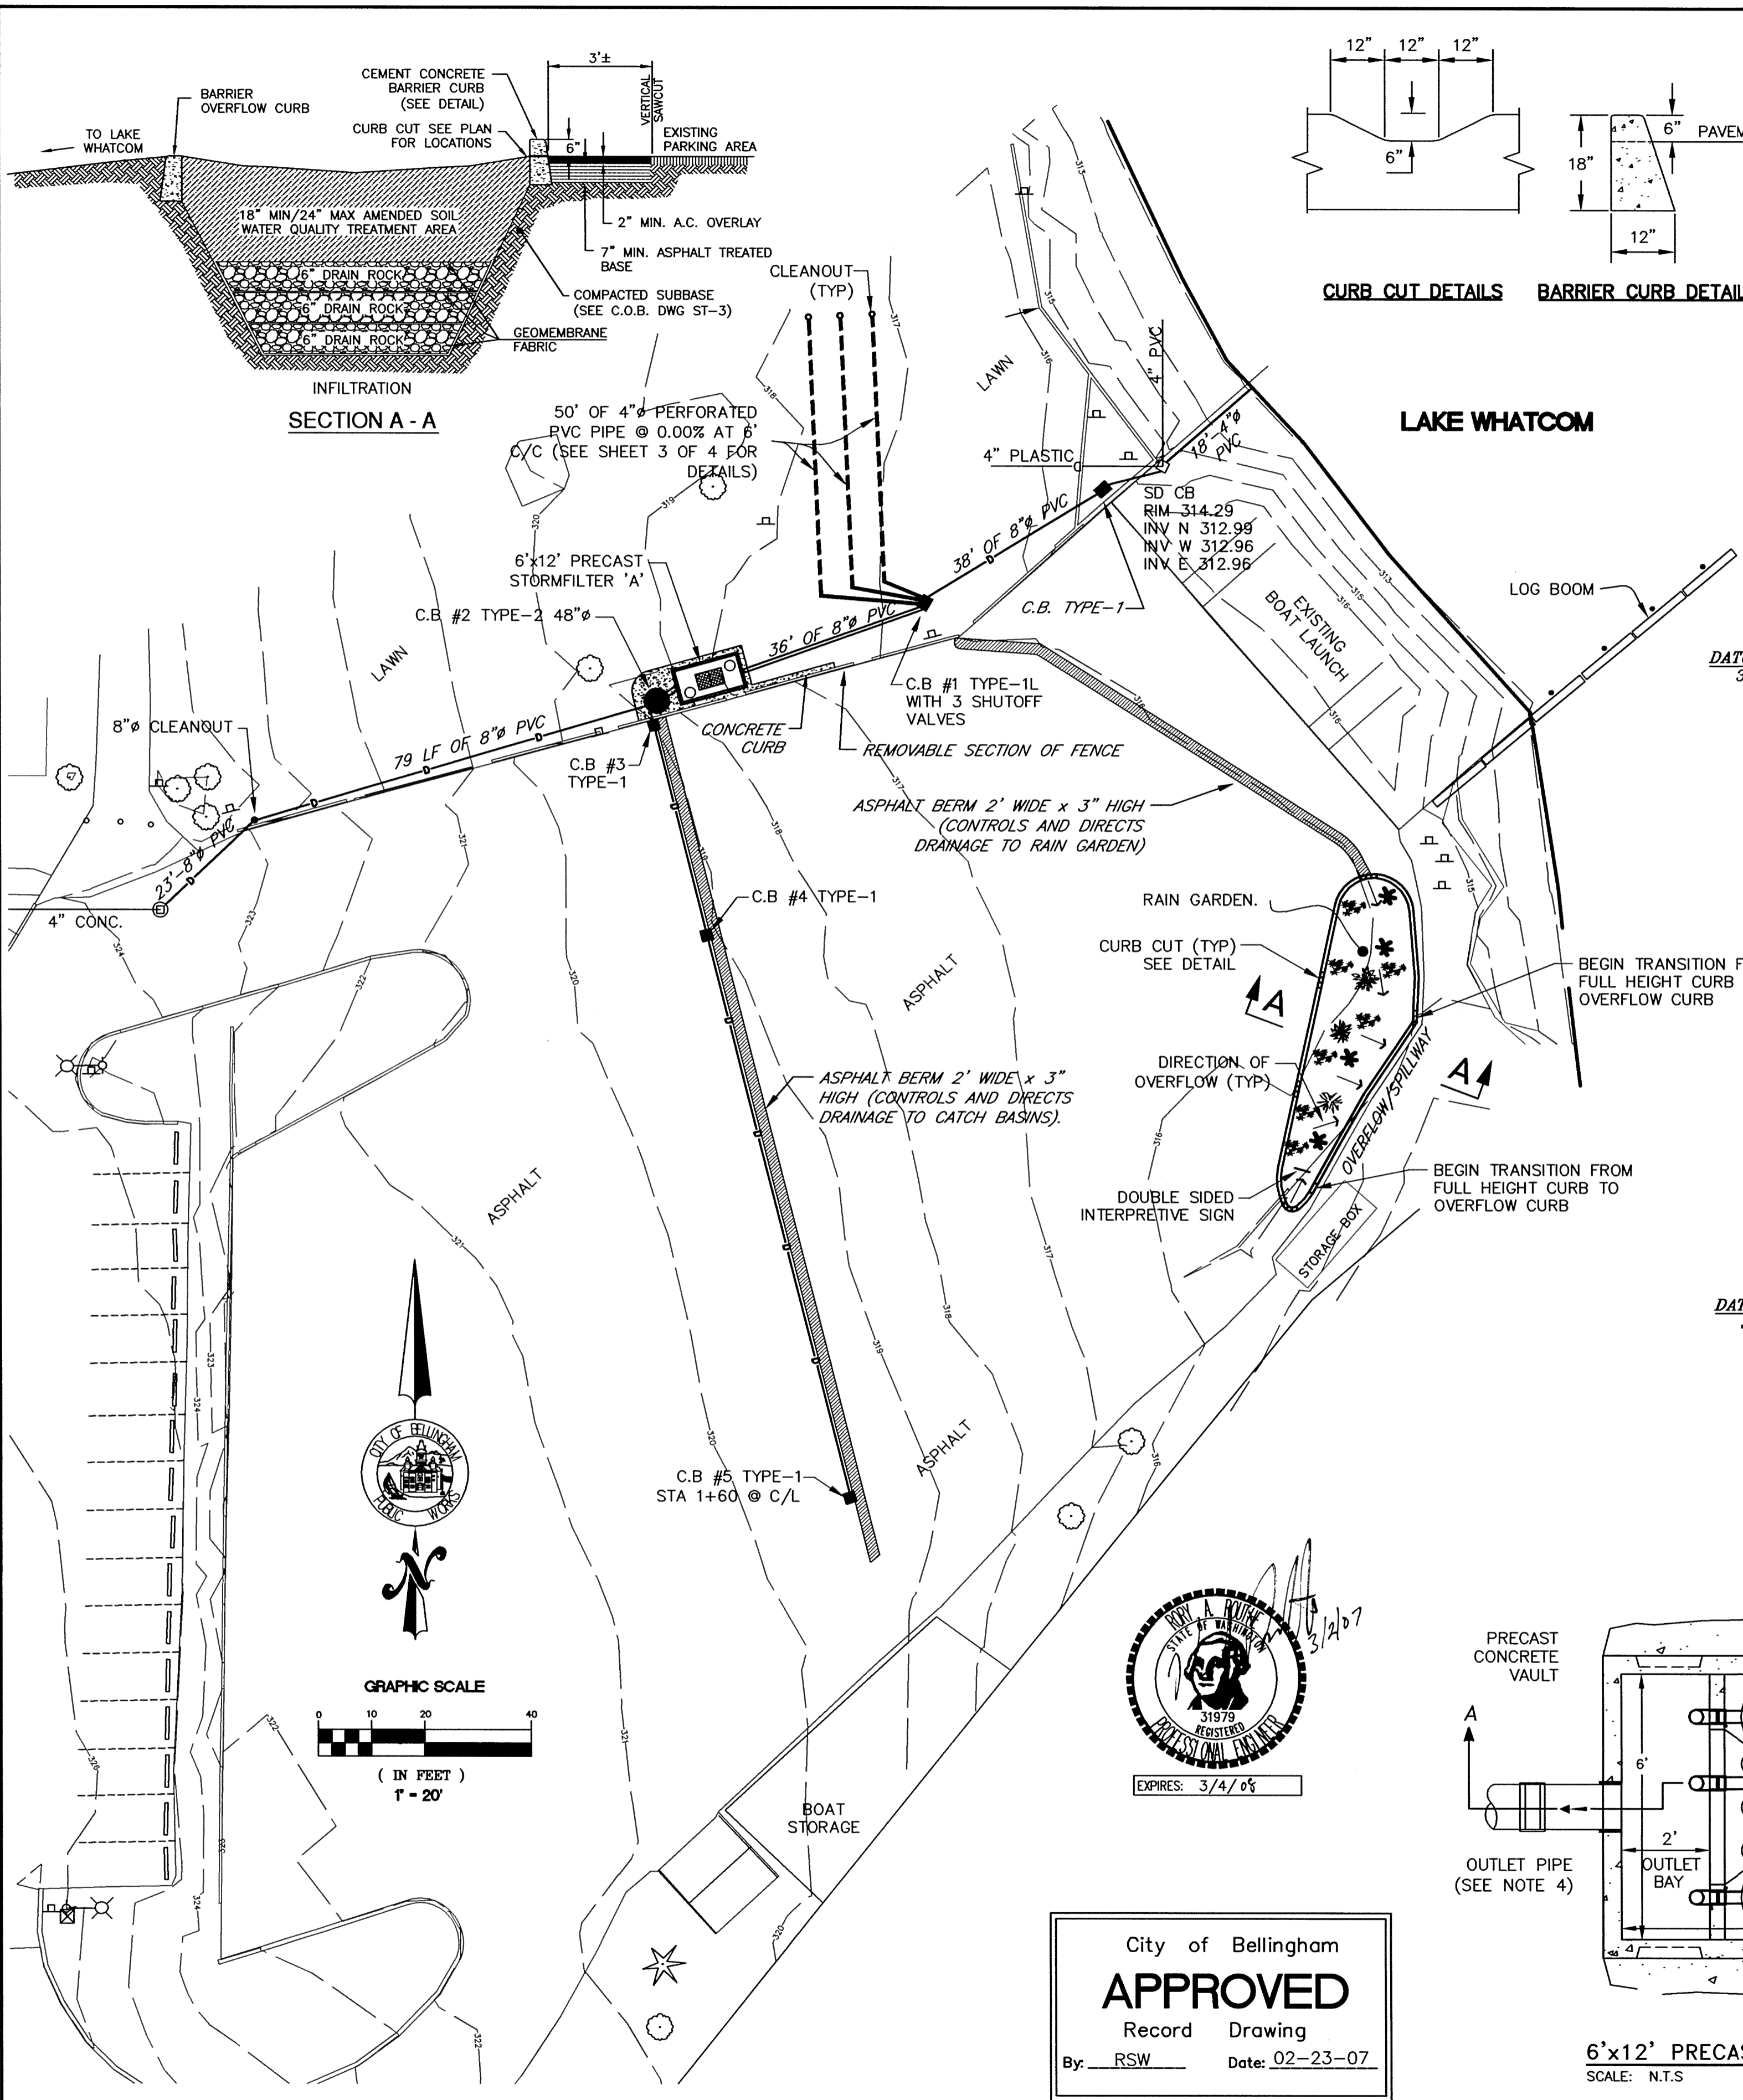 BARRIER
OVERFLOW CURB
TO LAKE
WHATCOM
CEMENT CONCRETE
BARRIER CURB
(SEE DETAIL)
CURB CUT SEE PLAN
FOR LOCATIONS
3'±
VERTICAL
SAWCUT
EXISTING
PARKING AREA
6"
18" MIN/24" MAX AMENDED SOIL
WATER QUALITY TREATMENT AREA
2" MIN. A.C. OVERLAY
7" MIN. ASPHALT TREATED
BASE
6" DRAIN ROCK
6" DRAIN ROCK
6" DRAIN ROCK
COMPACTED SUBBASE
(SEE C.O.B. DWG ST-3)
GEOMEMBRANE
FABRIC
INFILTRATION
SECTION A - A
12" 12" 12"
6"
CURB CUT DETAILS
18"
6"
12"
BARRIER CURB DETAIL
LAKE WHATCOM
CLEANOUT
(TYP)
50' OF 4"ø PERFORATED
PVC PIPE @ 0.00% AT 6'
C/C (SEE SHEET 3 OF 4 FOR
DETAILS)
LAWN
4" PVC
4" PLASTIC
18'-4"ø
PVC
SD CB
RIM 314.29
INV N 312.99
INV W 312.96
INV E 312.96
38' OF 8"ø PVC
C.B. TYPE-1
EXISTING
BOAT LAUNCH
LOG BOOM
6'x12' PRECAST
STORMFILTER 'A'
C.B #2 TYPE-2 48"ø
36' OF 8"ø PVC
C.B #1 TYPE-1L
WITH 3 SHUTOFF
VALVES
LAWN
8"ø CLEANOUT
79 LF OF 8"ø PVC
C.B #3
TYPE-1
CONCRETE
CURB
REMOVABLE SECTION OF FENCE
23'-8"ø PVC
4" CONC.
ASPHALT BERM 2' WIDE x 3" HIGH
(CONTROLS AND DIRECTS
DRAINAGE TO RAIN GARDEN)
C.B #4 TYPE-1
RAIN GARDEN.
CURB CUT (TYP)
SEE DETAIL
ASPHALT
A
BEGIN TRANSITION F
FULL HEIGHT CURB
OVERFLOW CURB
DIRECTION OF
OVERFLOW (TYP)
A
OVERFLOW/SPILLWAY
ASPHALT BERM 2' WIDE x 3"
HIGH (CONTROLS AND DIRECTS
DRAINAGE TO CATCH BASINS).
ASPHALT
DOUBLE SIDED
INTERPRETIVE SIGN
BEGIN TRANSITION FROM
FULL HEIGHT CURB TO
OVERFLOW CURB
STORAGE BOX
CITY OF BELLINGHAM
PUBLIC WORKS
N
C.B #5 TYPE-1
STA 1+60 @ C/L
ASPHALT
GRAPHIC SCALE
0 10 20 40
( IN FEET )
1" = 20'
BOAT
STORAGE
RORY A. ROUTHE
STATE OF WASHINGTON
31979
REGISTERED
PROFESSIONAL ENGINEER
3/2/07
EXPIRES: 3/4/08
City of Bellingham
APPROVED
Record Drawing
By: RSW Date: 02-23-07
PRECAST
CONCRETE
VAULT
A
6'
2'
OUTLET PIPE
(SEE NOTE 4)
OUTLET
BAY
6'x12' PRECAS
SCALE: N.T.S